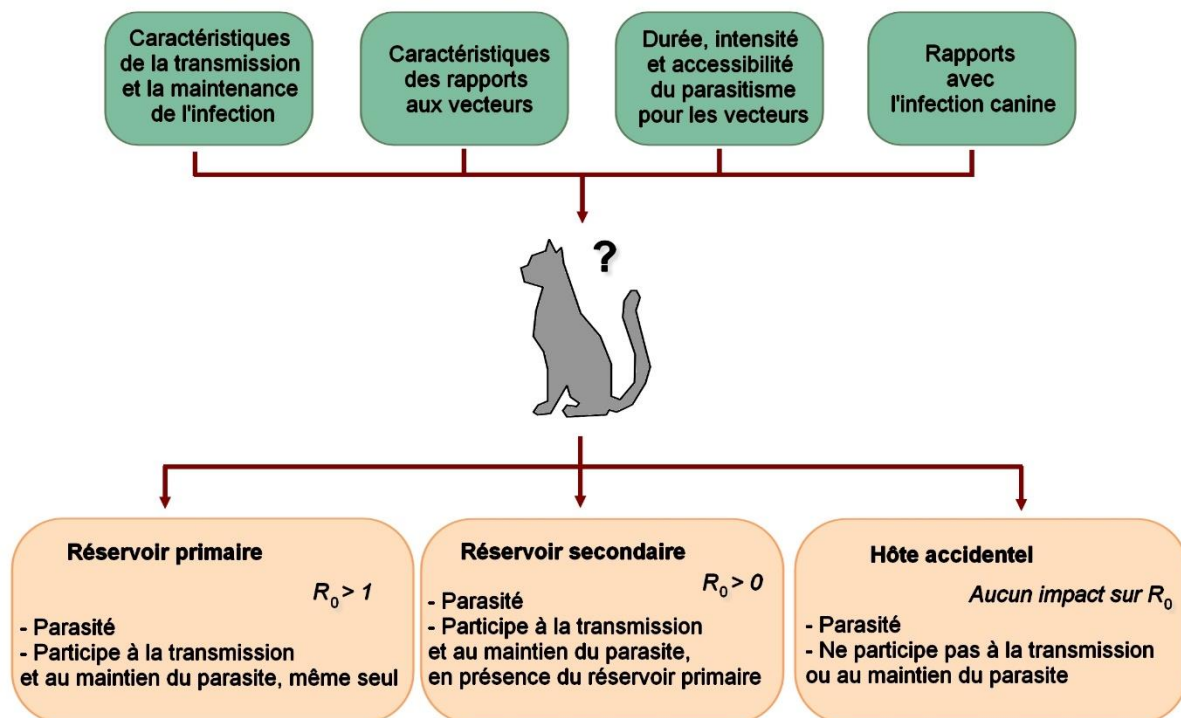 Caractéristiques
de la transmission
et la maintenance
de l'infection
Caractéristiques
des rapports
aux vecteurs
Durée, intensité
et accessibilité
du parasitisme
pour les vecteurs
Rapports
avec
l'infection canine
?
Réservoir primaire
R0 > 1
- Parasité
- Participe à la transmission
et au maintien du parasite, même seul
Réservoir secondaire
R0 > 0
- Parasité
- Participe à la transmission
et au maintien du parasite,
en présence du réservoir primaire
Hôte accidentel
Aucun impact sur R0
- Parasité
- Ne participe pas à la transmission
ou au maintien du parasite